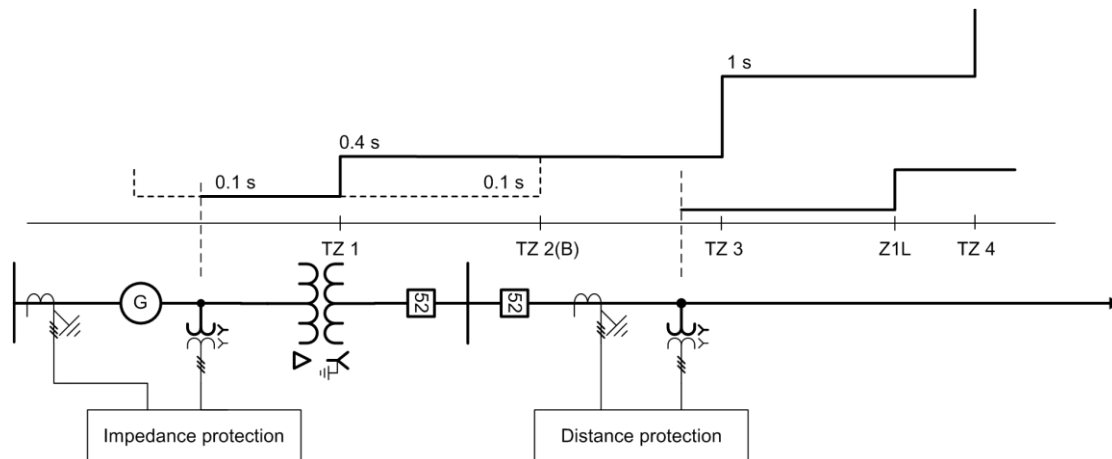 1 s
0.4 s
0.1 s
0.1 s
TZ 1
TZ 2(B)
TZ 3
Z1L
TZ 4
G
52
52
Impedance protection
Distance protection